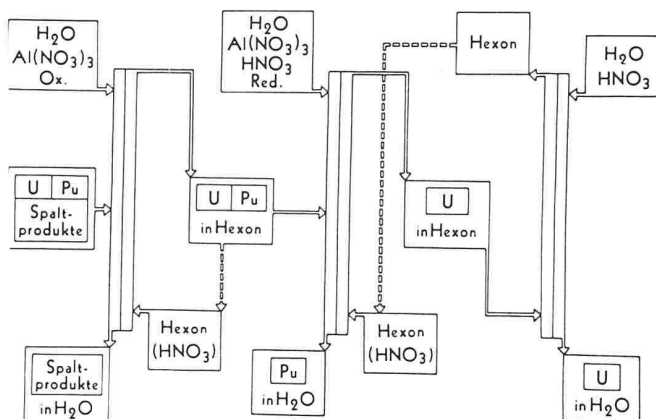 H₂O
Al(NO₃)₃
Ox.
H₂O
Al(NO₃)₃
HNO₃
Red.
Hexon
H₂O
HNO₃
U Pu
Spalt-
produkte
U Pu
in Hexon
U
in Hexon
Hexon
(HNO₃)
Hexon
(HNO₃)
Spalt-
produkte
in H₂O
Pu
in H₂O
U
in H₂O